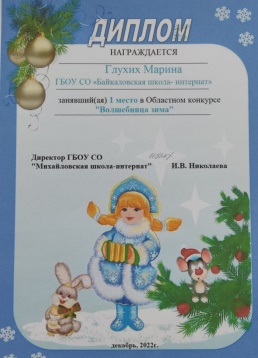 ДИПЛОМ
НАГРАЖДАЕТСЯ
Глухих Марина
ГБОУ СО «Байкаловская школа- интернат»
занявший(ая) 1 место в Областном конкурсе
"Волшебница зима"
Директор ГБОУ СО
"Михайловская школа-интернат" И.В. Николаева
декабрь, 2022г.